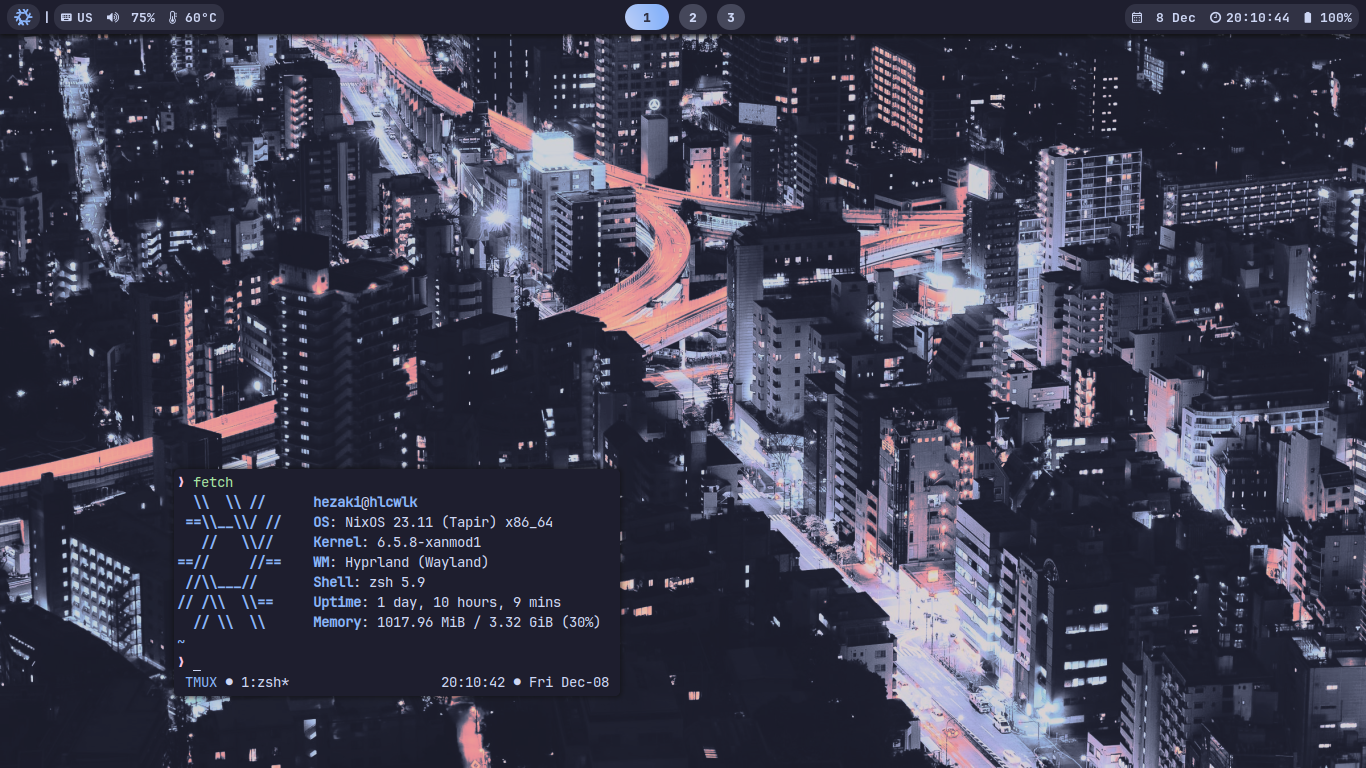 US 75% 60°C 1 2 3 8 Dec 20:10:44 100%
❱ fetch
hezaki@hlcwlk
OS: NixOS 23.11 (Tapir) x86_64
Kernel: 6.5.8-xanmod1
WM: Hyprland (Wayland)
Shell: zsh 5.9
Uptime: 1 day, 10 hours, 9 mins
Memory: 1017.96 MiB / 3.32 GiB (30%)
~
❱ _
TMUX ● 1:zsh* 20:10:42 ● Fri Dec-08